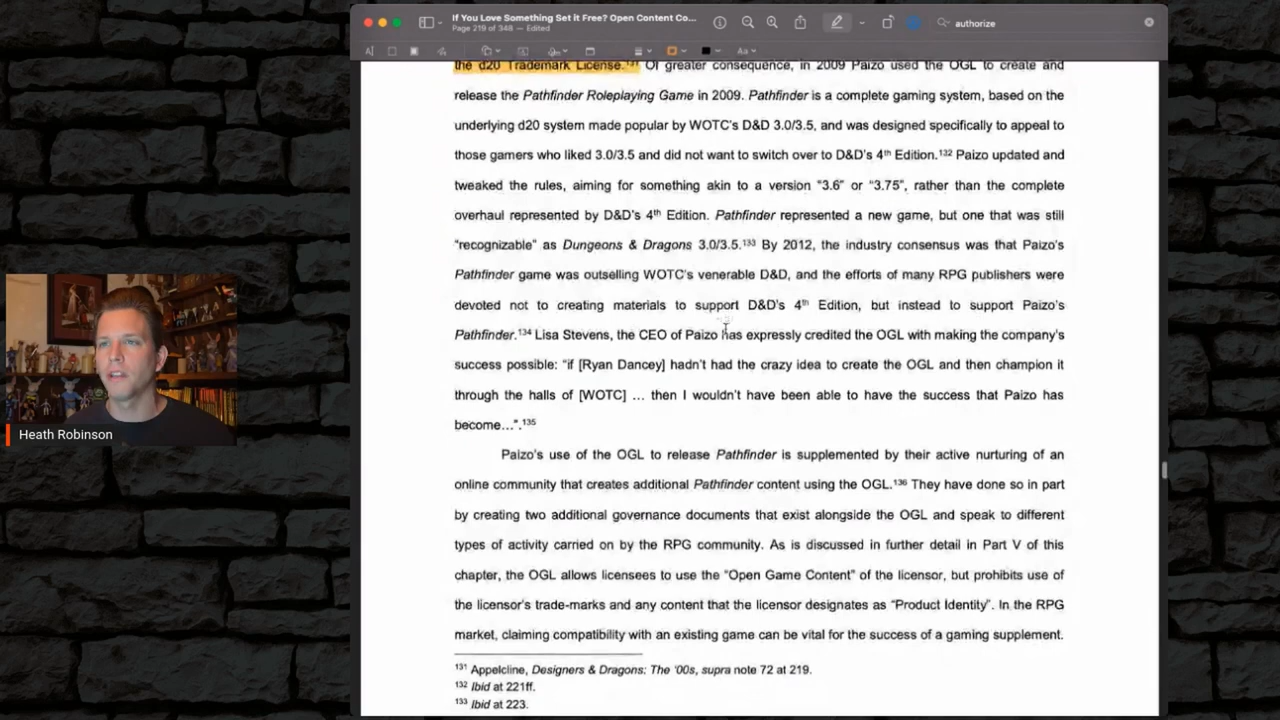 If You Love Something Set it Free? Open Content Co...
Page 219 of 348 — Edited
authorize
the d20 Trademark License.¹³¹ Of greater consequence, in 2009 Paizo used the OGL to create and
release the Pathfinder Roleplaying Game in 2009. Pathfinder is a complete gaming system, based on the
underlying d20 system made popular by WOTC's D&D 3.0/3.5, and was designed specifically to appeal to
those gamers who liked 3.0/3.5 and did not want to switch over to D&D's 4th Edition.¹³² Paizo updated and
tweaked the rules, aiming for something akin to a version "3.6" or "3.75", rather than the complete
overhaul represented by D&D's 4th Edition. Pathfinder represented a new game, but one that was still
"recognizable" as Dungeons & Dragons 3.0/3.5.¹³³ By 2012, the industry consensus was that Paizo's
Pathfinder game was outselling WOTC's venerable D&D, and the efforts of many RPG publishers were
devoted not to creating materials to support D&D's 4th Edition, but instead to support Paizo's
Pathfinder.¹³⁴ Lisa Stevens, the CEO of Paizo has expressly credited the OGL with making the company's
success possible: "if [Ryan Dancey] hadn't had the crazy idea to create the OGL and then champion it
through the halls of [WOTC] ... then I wouldn't have been able to have the success that Paizo has
become...".¹³⁵
Paizo's use of the OGL to release Pathfinder is supplemented by their active nurturing of an
online community that creates additional Pathfinder content using the OGL.¹³⁶ They have done so in part
by creating two additional governance documents that exist alongside the OGL and speak to different
types of activity carried on by the RPG community. As is discussed in further detail in Part V of this
chapter, the OGL allows licensees to use the "Open Game Content" of the licensor, but prohibits use of
the licensor's trade-marks and any content that the licensor designates as "Product Identity". In the RPG
market, claiming compatibility with an existing game can be vital for the success of a gaming supplement.
¹³¹ Appelcline, Designers & Dragons: The '00s, supra note 72 at 219.
¹³² Ibid at 221ff.
¹³³ Ibid at 223.
Heath Robinson